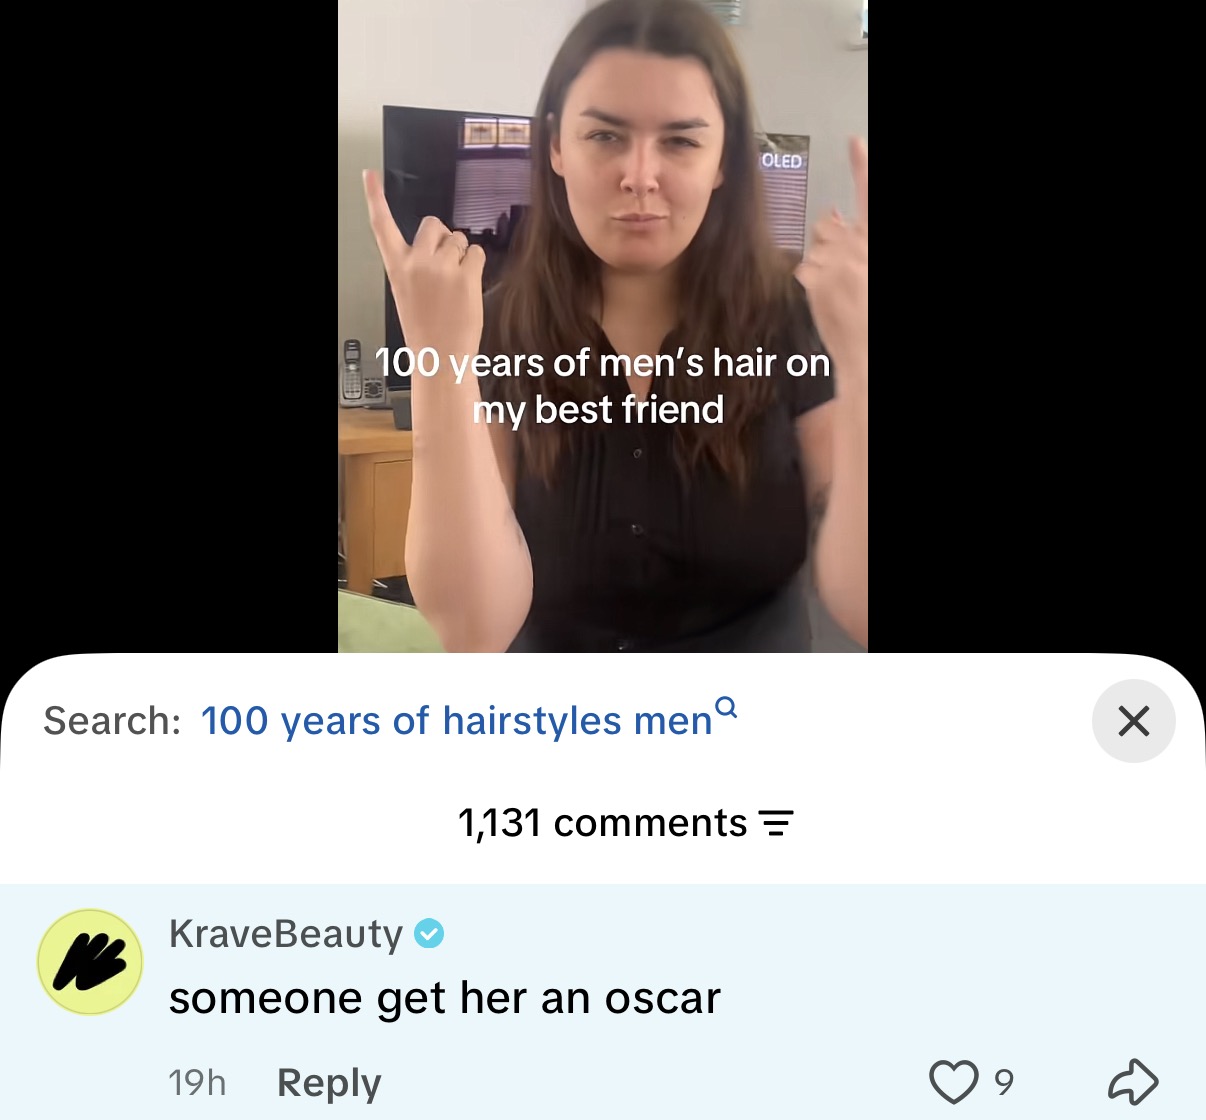 OLED
100 years of men's hair on
my best friend
Search: 100 years of hairstyles men
1,131 comments
KraveBeauty
someone get her an oscar
19h Reply 9